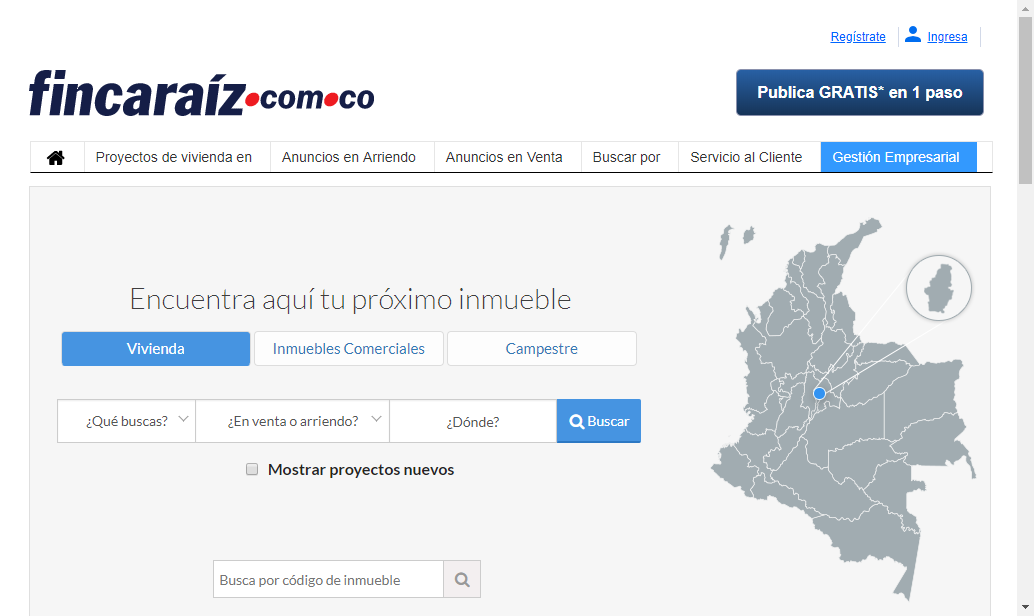 Regístrate Ingresa
fincaraíz.com.co
Publica GRATIS* en 1 paso
Proyectos de vivienda en Anuncios en Arriendo Anuncios en Venta Buscar por Servicio al Cliente Gestión Empresarial
Encuentra aquí tu próximo inmueble
Vivienda Inmuebles Comerciales Campestre
¿Qué buscas? ¿En venta o arriendo? ¿Dónde? Buscar
Mostrar proyectos nuevos
Busca por código de inmueble